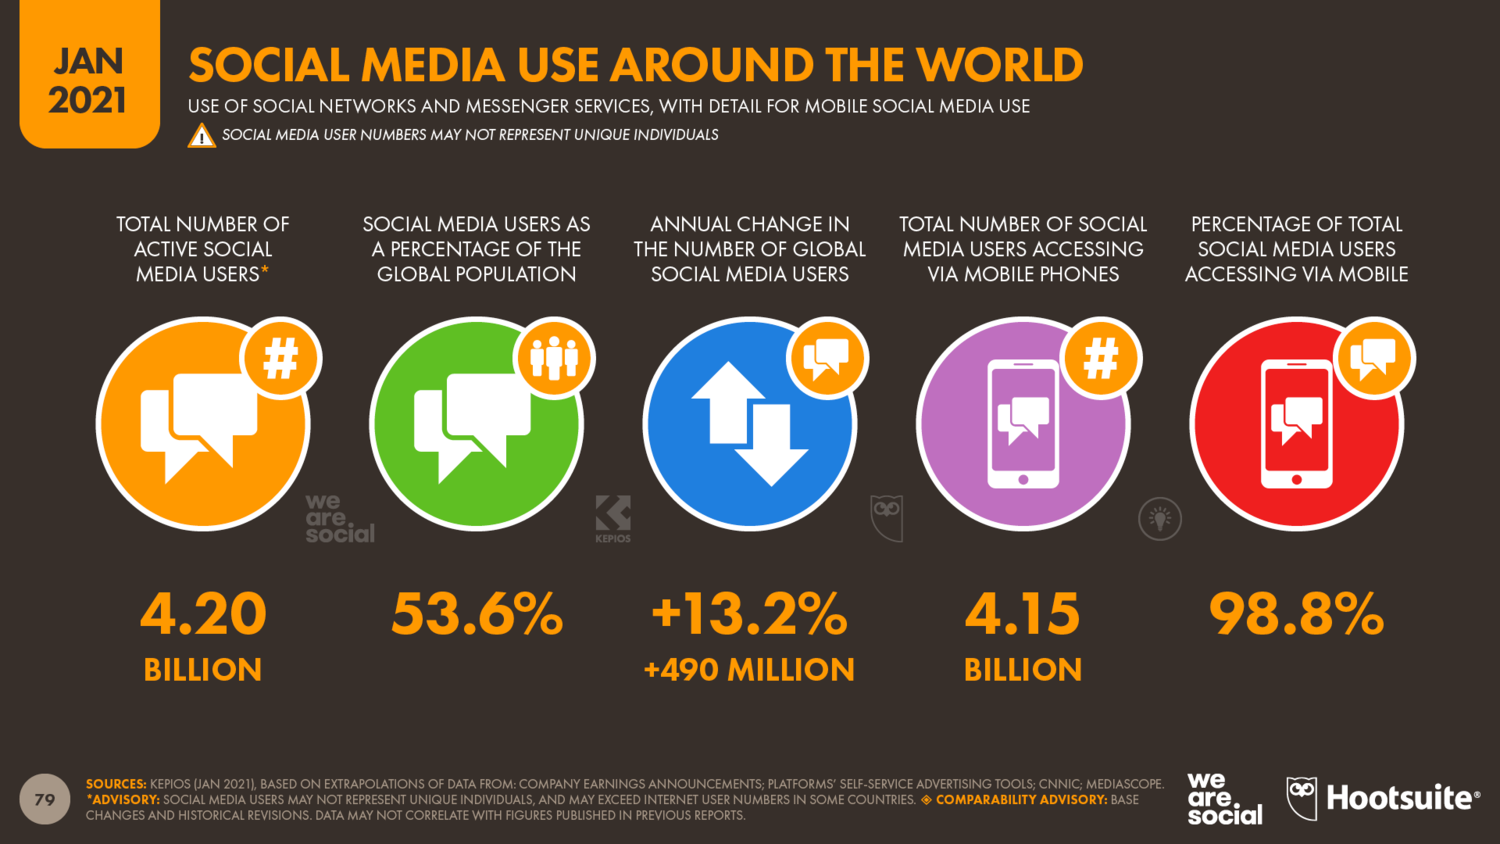 JAN
2021
SOCIAL MEDIA USE AROUND THE WORLD
USE OF SOCIAL NETWORKS AND MESSENGER SERVICES, WITH DETAIL FOR MOBILE SOCIAL MEDIA USE
! SOCIAL MEDIA USER NUMBERS MAY NOT REPRESENT UNIQUE INDIVIDUALS
TOTAL NUMBER OF
ACTIVE SOCIAL
MEDIA USERS*
SOCIAL MEDIA USERS AS
A PERCENTAGE OF THE
GLOBAL POPULATION
ANNUAL CHANGE IN
THE NUMBER OF GLOBAL
SOCIAL MEDIA USERS
TOTAL NUMBER OF SOCIAL
MEDIA USERS ACCESSING
VIA MOBILE PHONES
PERCENTAGE OF TOTAL
SOCIAL MEDIA USERS
ACCESSING VIA MOBILE
#
#
we
are.
social
KEPIOS
4.20
BILLION
53.6%
+13.2%
+490 MILLION
4.15
BILLION
98.8%
79
SOURCES: KEPIOS (JAN 2021), BASED ON EXTRAPOLATIONS OF DATA FROM: COMPANY EARNINGS ANNOUNCEMENTS; PLATFORMS' SELF-SERVICE ADVERTISING TOOLS; CNNIC; MEDIASCOPE.
*ADVISORY: SOCIAL MEDIA USERS MAY NOT REPRESENT UNIQUE INDIVIDUALS, AND MAY EXCEED INTERNET USER NUMBERS IN SOME COUNTRIES. ◈ COMPARABILITY ADVISORY: BASE
CHANGES AND HISTORICAL REVISIONS. DATA MAY NOT CORRELATE WITH FIGURES PUBLISHED IN PREVIOUS REPORTS.
we
are.
social
Hootsuite®